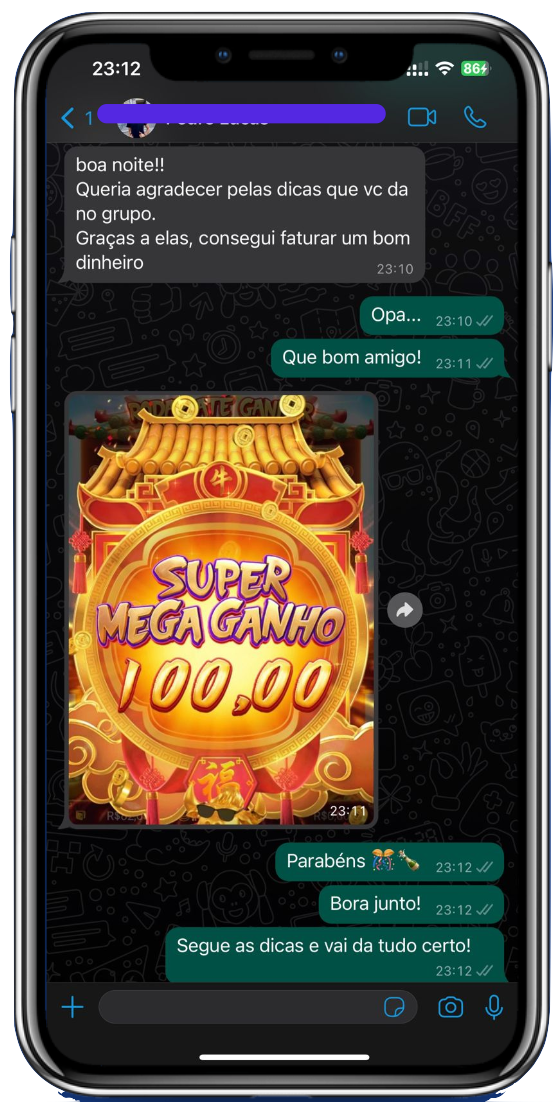 23:12
86
1
boa noite!!
Queria agradecer pelas dicas que vc da
no grupo.
Graças a elas, consegui faturar um bom
dinheiro
23:10
Opa...
23:10
Que bom amigo!
23:11
牛
SUPER
MEGA GANHO
100,00
福
23:11
Parabéns 🎊🍾
23:12
Bora junto!
23:12
Segue as dicas e vai da tudo certo!
23:12